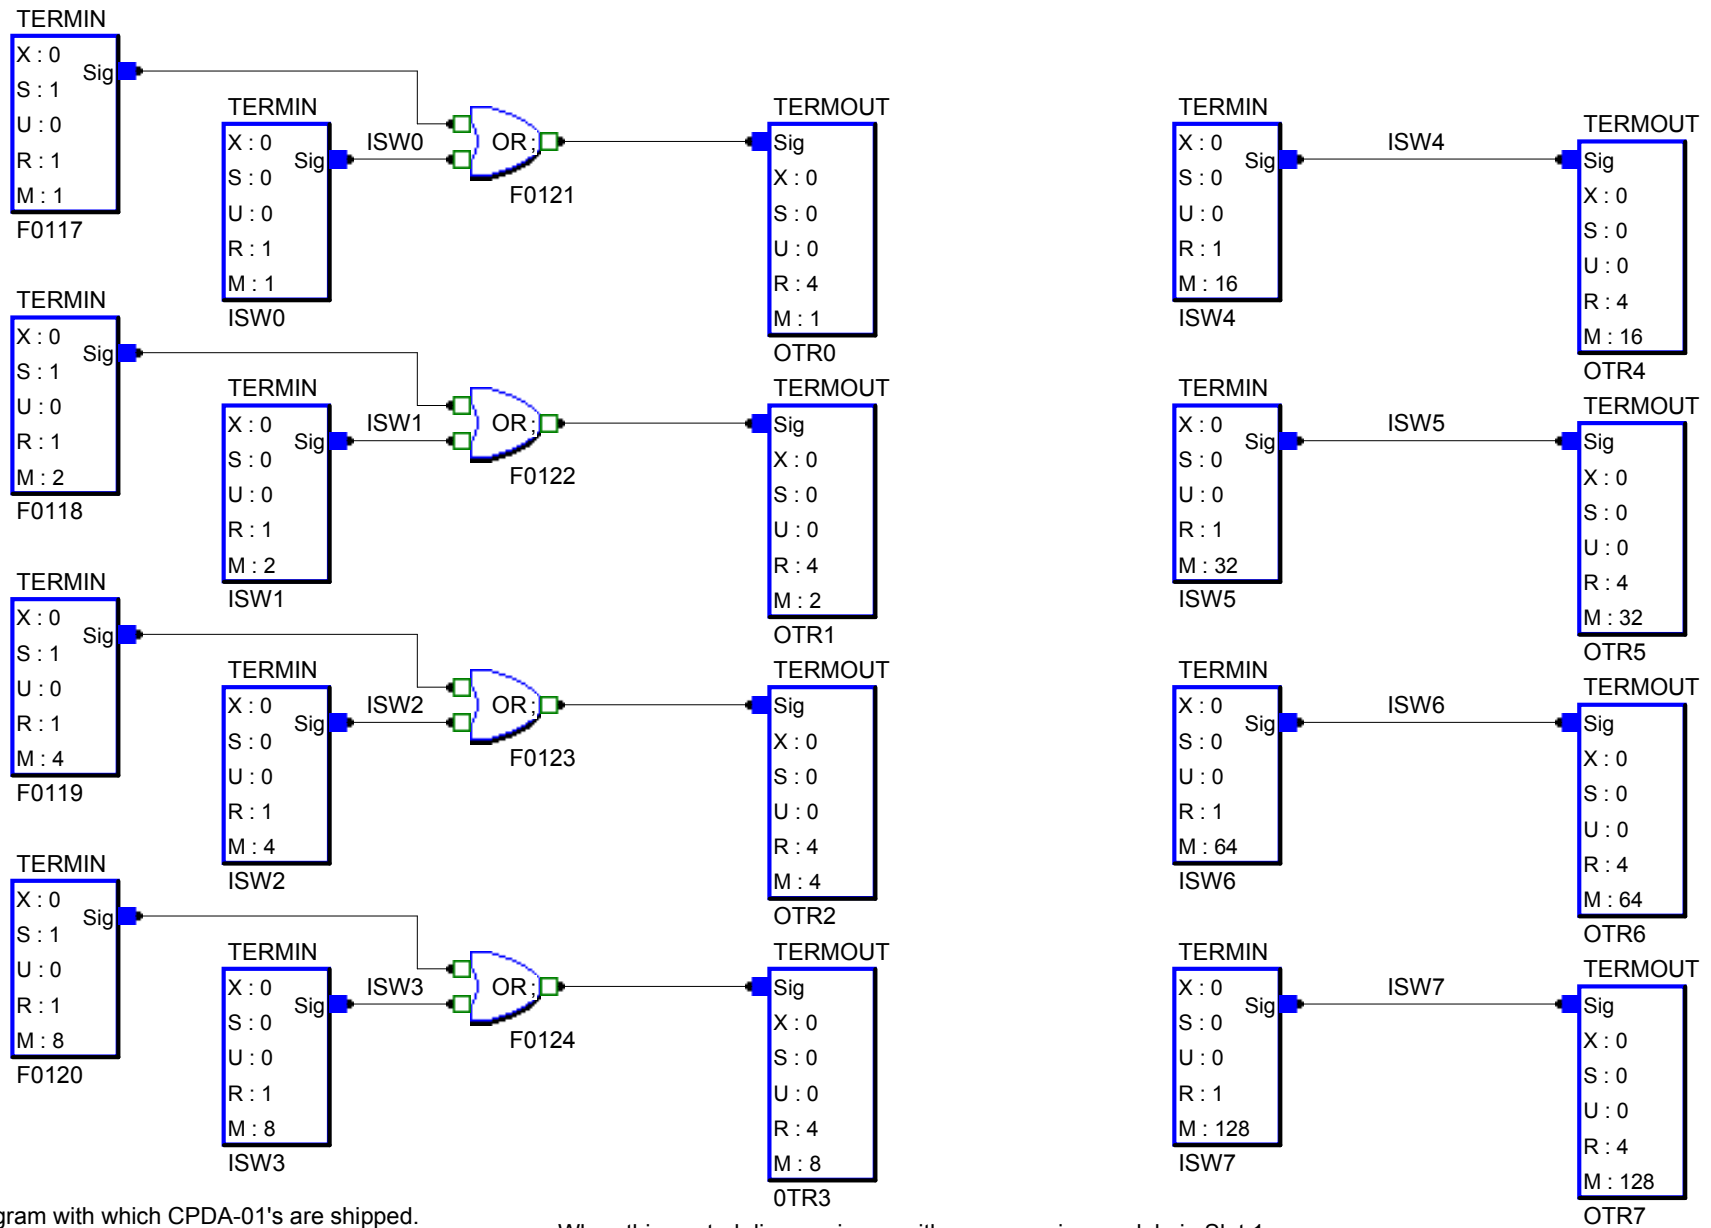 TERMIN
X : 0
Sig
S : 1
U : 0
R : 1
M : 1
F0117
TERMIN
X : 0
Sig
S : 0
U : 0
R : 1
M : 1
ISW0
ISW0
OR ;
F0121
TERMOUT
Sig
X : 0
S : 0
U : 0
R : 4
M : 1
OTR0
TERMIN
X : 0
Sig
S : 1
U : 0
R : 1
M : 2
F0118
TERMIN
X : 0
Sig
S : 0
U : 0
R : 1
M : 2
ISW1
ISW1
OR ;
F0122
TERMOUT
Sig
X : 0
S : 0
U : 0
R : 4
M : 2
OTR1
TERMIN
X : 0
Sig
S : 1
U : 0
R : 1
M : 4
F0119
TERMIN
X : 0
Sig
S : 0
U : 0
R : 1
M : 4
ISW2
ISW2
OR ;
F0123
TERMOUT
Sig
X : 0
S : 0
U : 0
R : 4
M : 4
OTR2
TERMIN
X : 0
Sig
S : 1
U : 0
R : 1
M : 8
F0120
TERMIN
X : 0
Sig
S : 0
U : 0
R : 1
M : 8
ISW3
ISW3
OR ;
F0124
TERMOUT
Sig
X : 0
S : 0
U : 0
R : 4
M : 8
0TR3
TERMIN
X : 0
Sig
S : 0
U : 0
R : 1
M : 16
ISW4
ISW4
TERMOUT
Sig
X : 0
S : 0
U : 0
R : 4
M : 16
OTR4
TERMIN
X : 0
Sig
S : 0
U : 0
R : 1
M : 32
ISW5
ISW5
TERMOUT
Sig
X : 0
S : 0
U : 0
R : 4
M : 32
OTR5
TERMIN
X : 0
Sig
S : 0
U : 0
R : 1
M : 64
ISW6
ISW6
TERMOUT
Sig
X : 0
S : 0
U : 0
R : 4
M : 64
OTR6
TERMIN
X : 0
Sig
S : 0
U : 0
R : 1
M : 128
ISW7
ISW7
TERMOUT
Sig
X : 0
S : 0
U : 0
R : 4
M : 128
OTR7
gram with which CPDA-01's are shipped.